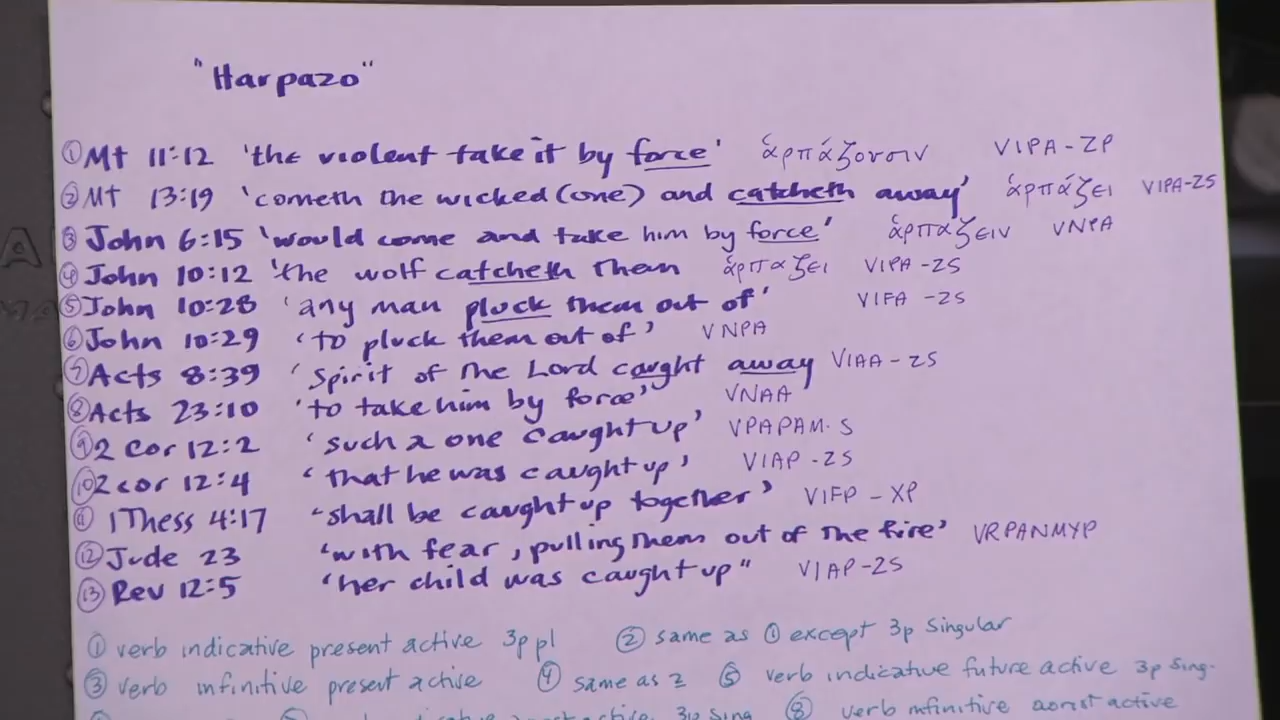 "Harpazo"
① Mt 11:12 'the violent take it by force' ἁρπάζουσιν VIPA-ZP
② Mt 13:19 'cometh the wicked (one) and catcheth away' ἁρπάζει VIPA-ZS
③ John 6:15 'would come and take him by force' ἁρπαζειν VNPA
④ John 10:12 'the wolf catcheth them ἁρπαζει VIPA-ZS
⑤ John 10:28 'any man pluck them out of' VIFA -ZS
⑥ John 10:29 'to pluck them out of' VNPA
⑦ Acts 8:39 'Spirit of the Lord caught away VIAA-ZS
⑧ Acts 23:10 'to take him by force' VNAA
⑨ 2 Cor 12:2 'such a one caught up' VPAPAM-S
⑩ 2 Cor 12:4 'that he was caught up' VIAP-ZS
⑪ 1 Thess 4:17 'shall be caught up together' VIFP-XP
⑫ Jude 23 'with fear, pulling them out of the fire' VRPANMYP
⑬ Rev 12:5 'her child was caught up" VIAP-ZS
① verb indicative present active 3p pl ② same as ① except 3p Singular
③ verb infinitive present active ④ same as 2 ⑤ verb indicative future active 3p sing.
aorist active 3p sing ⑧ verb infinitive aorist active